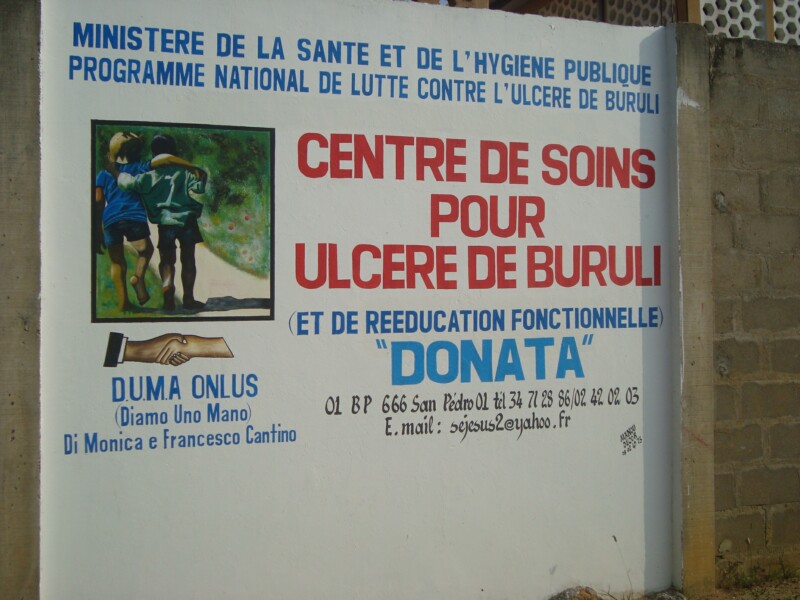 MINISTERE DE LA SANTE ET DE L'HYGIENE PUBLIQUE
PROGRAMME NATIONAL DE LUTTE CONTRE L'ULCERE DE BURULI
CENTRE DE SOINS
POUR
ULCERE DE BURULI
(ET DE REEDUCATION FONCTIONNELLE)
"DONATA"
01 BP 666 San Pédro 01 tél 34 71 28 86/02 42 02 03
E.mail : sejesus2@yahoo.fr
D.U.M.A ONLUS
(Diamo Uno Mano)
Di Monica e Francesco Cantino
1